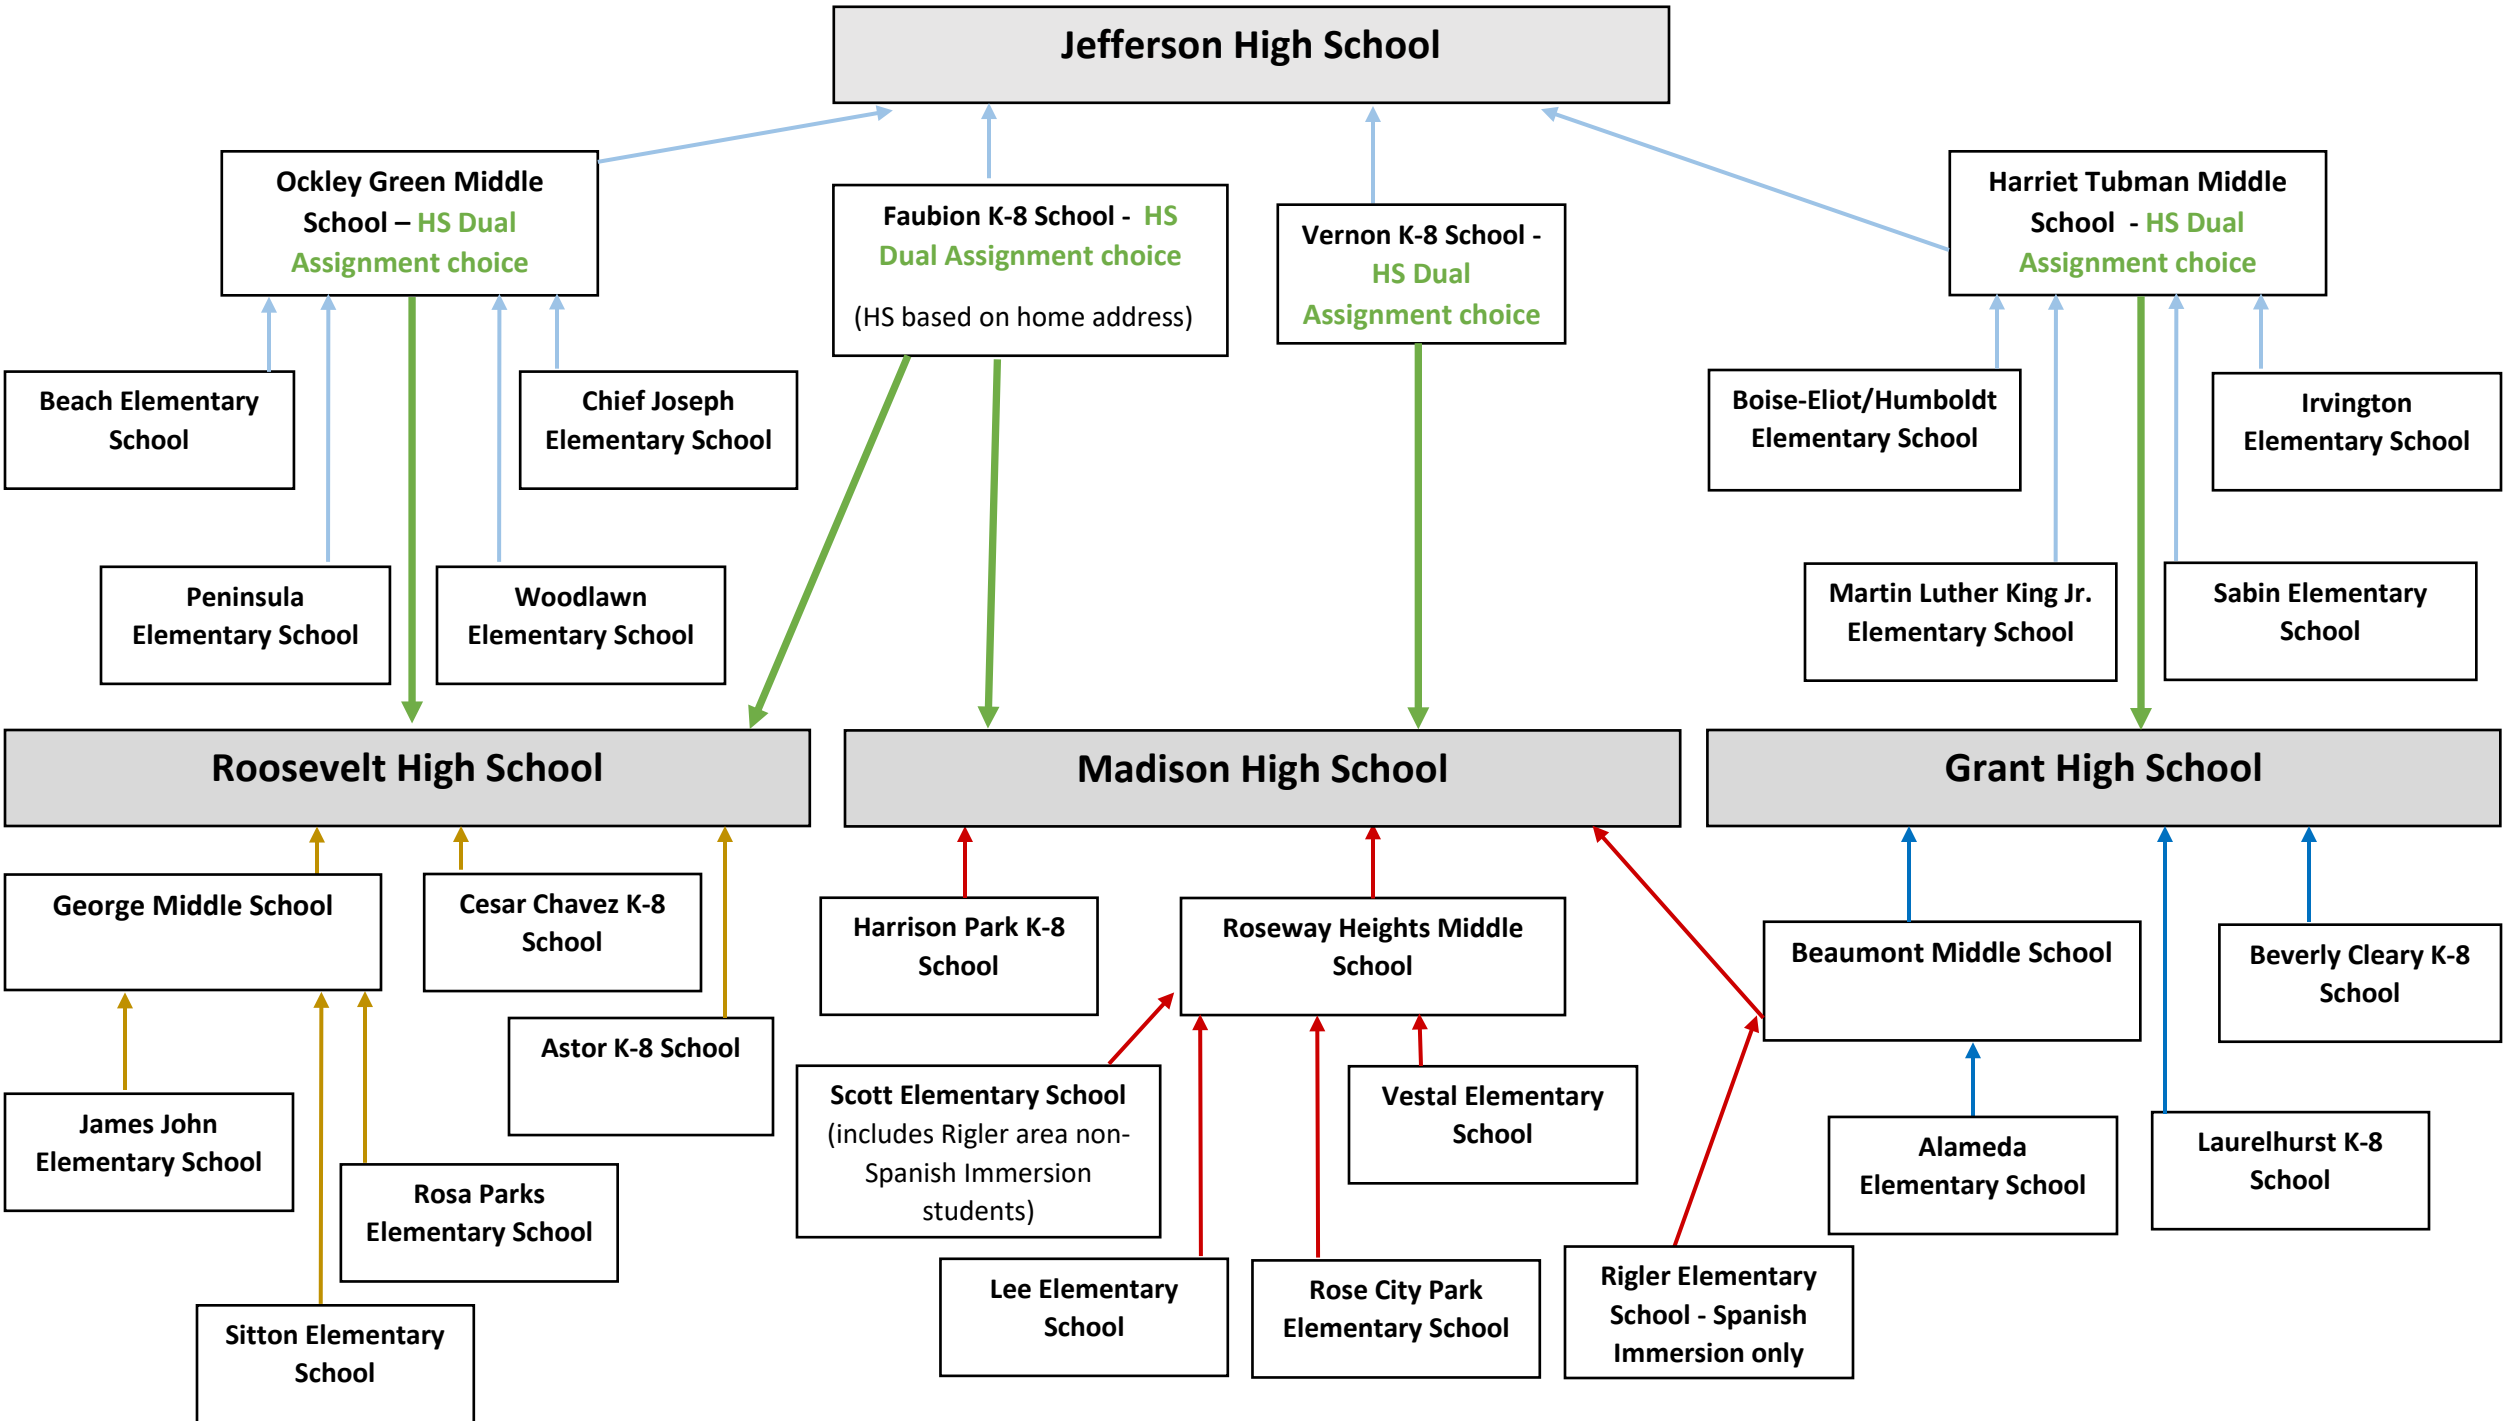 Jefferson High School
Ockley Green Middle
School – HS Dual
Assignment choice
Faubion K-8 School -  HS
Dual Assignment choice
(HS based on home address)
Vernon K-8 School -
HS Dual
Assignment choice
Harriet Tubman Middle
School  - HS Dual
Assignment choice
Beach Elementary
School
Chief Joseph
Elementary School
Boise-Eliot/Humboldt
Elementary School
Irvington
Elementary School
Peninsula
Elementary School
Woodlawn
Elementary School
Martin Luther King Jr.
Elementary School
Sabin Elementary
School
Roosevelt High School
Madison High School
Grant High School
George Middle School
Cesar Chavez K-8
School
Harrison Park K-8
School
Roseway Heights Middle
School
Beaumont Middle School
Beverly Cleary K-8
School
Astor K-8 School
James John
Elementary School
Scott Elementary School
(includes Rigler area non-
Spanish Immersion
students)
Vestal Elementary
School
Alameda
Elementary School
Laurelhurst K-8
School
Rosa Parks
Elementary School
Lee Elementary
School
Rose City Park
Elementary School
Rigler Elementary
School - Spanish
Immersion only
Sitton Elementary
School